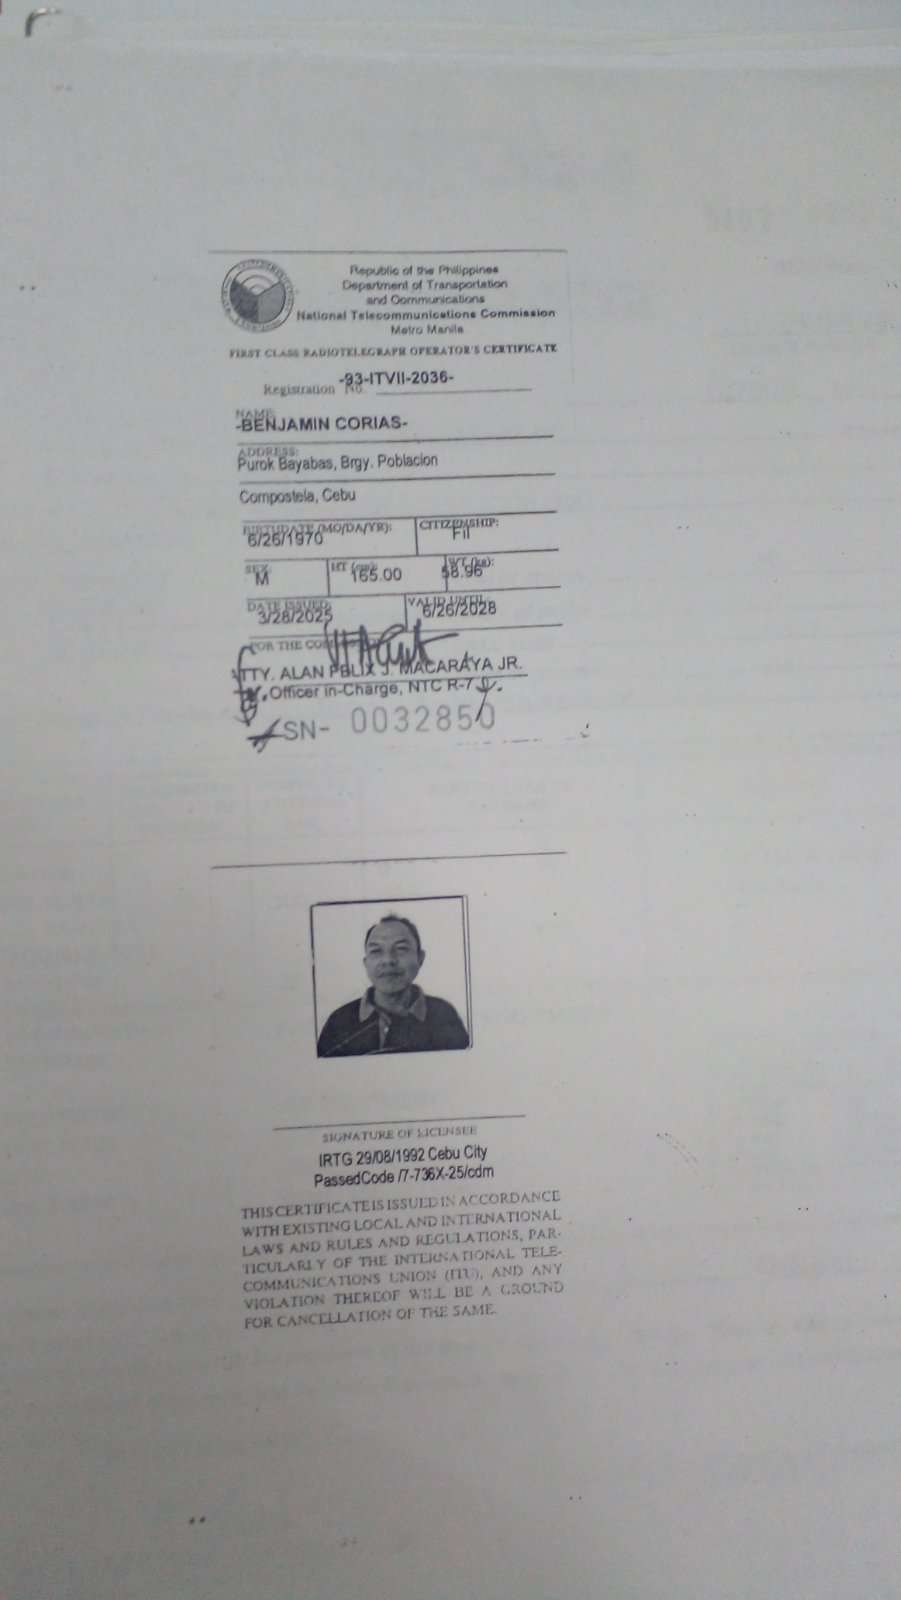 Republic of the Philippines
Department of Transportation
and Communications
National Telecommunications Commission
Metro Manila
FIRST CLASS RADIOTELEGRAPH OPERATOR'S CERTIFICATE
Registration No. -93-ITVII-2036-
NAME:
-BENJAMIN CORIAS-
ADDRESS:
Purok Bayabas, Brgy. Poblacion
Compostela, Cebu
BIRTHDATE (MO/DA/YR): CITIZENSHIP:
6/26/1970 Fil
SEX: HT (cm): WT (kg):
M 165.00 58.96
DATE ISSUED: VALID UNTIL:
3/28/2025 6/26/2028
FOR THE
ATTY. ALAN FELIX J. MACARAYA JR.
Officer in-Charge, NTC R-7
SN- 0032850
SIGNATURE OF LICENSEE
IRTG 29/08/1992 Cebu City
PassedCode /7-736X-25/cdm
THIS CERTIFICATE IS ISSUED IN ACCORDANCE
WITH EXISTING LOCAL AND INTERNATIONAL
LAWS AND RULES AND REGULATIONS, PAR-
TICULARLY OF THE INTERNATIONAL TELE-
COMMUNICATIONS UNION (ITU), AND ANY
VIOLATION THEREOF WILL BE A GROUND
FOR CANCELLATION OF THE SAME.